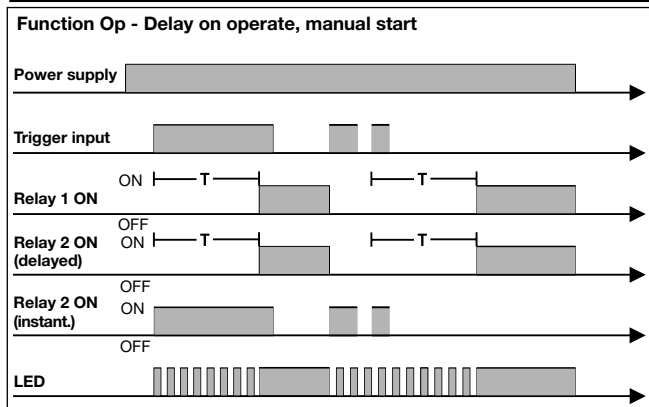 Function Op - Delay on operate, manual start
Power supply
Trigger input
ON T T
Relay 1 ON
OFF
Relay 2 ON ON T T
(delayed)
OFF
Relay 2 ON ON
(instant.)
OFF
LED